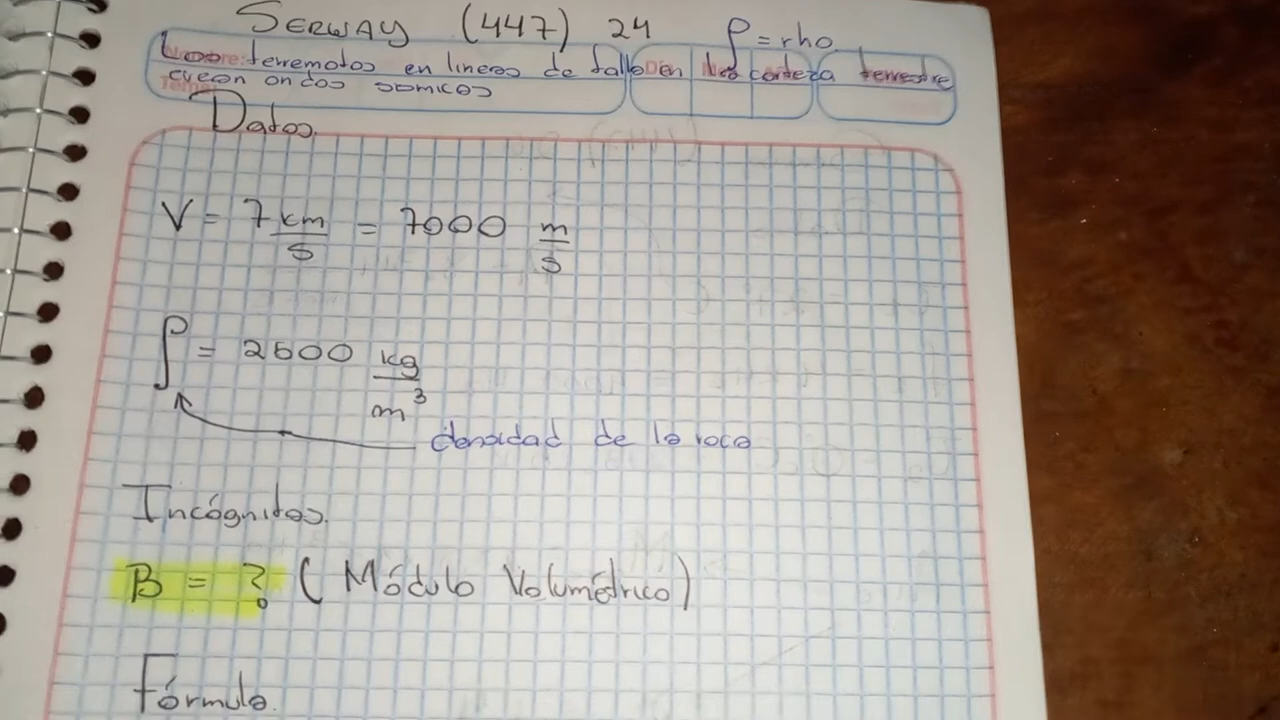 SERWAY (447) 24 ρ = rho
Los terremotos en lineas de falla en la corteza terrestre
crean ondas sísmicas
Datos.
V = 7 km/s = 7000 m/s
ρ = 2500 kg/m³
densidad de la roca
Incógnitas.
B = ? (Módulo Volumétrico)
Fórmula.